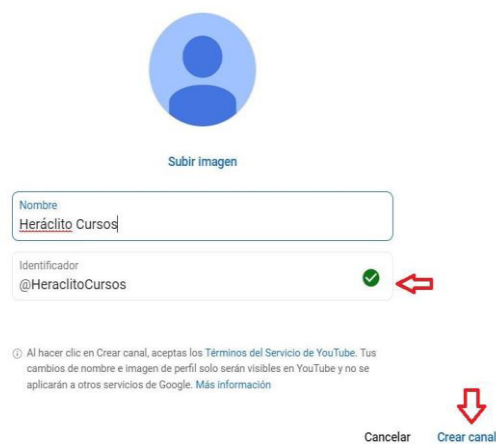 Subir imagen
Nombre
Heráclito Cursos
Identificador
@HeraclitoCursos
Al hacer clic en Crear canal, aceptas los Términos del Servicio de YouTube. Tus
cambios de nombre e imagen de perfil solo serán visibles en YouTube y no se
aplicarán a otros servicios de Google. Más información
Cancelar Crear canal